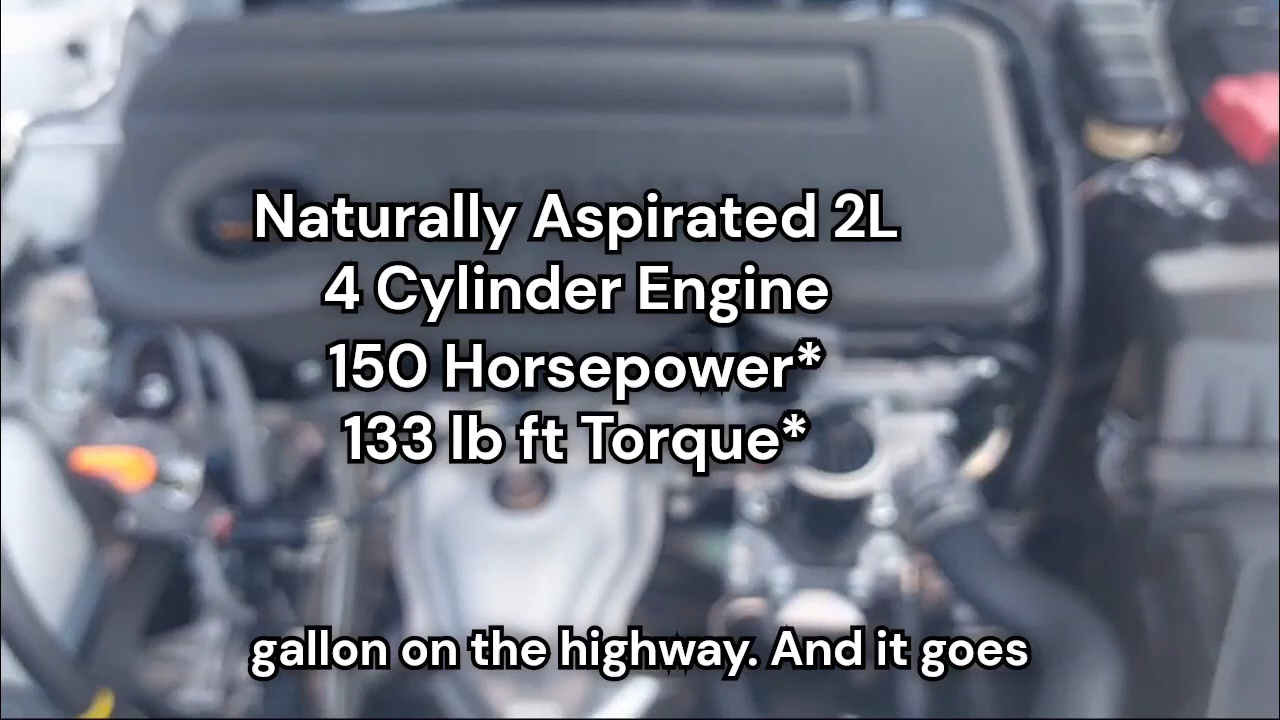 Naturally Aspirated 2L
4 Cylinder Engine
150 Horsepower*
133 lb ft Torque*
gallon on the highway. And it goes